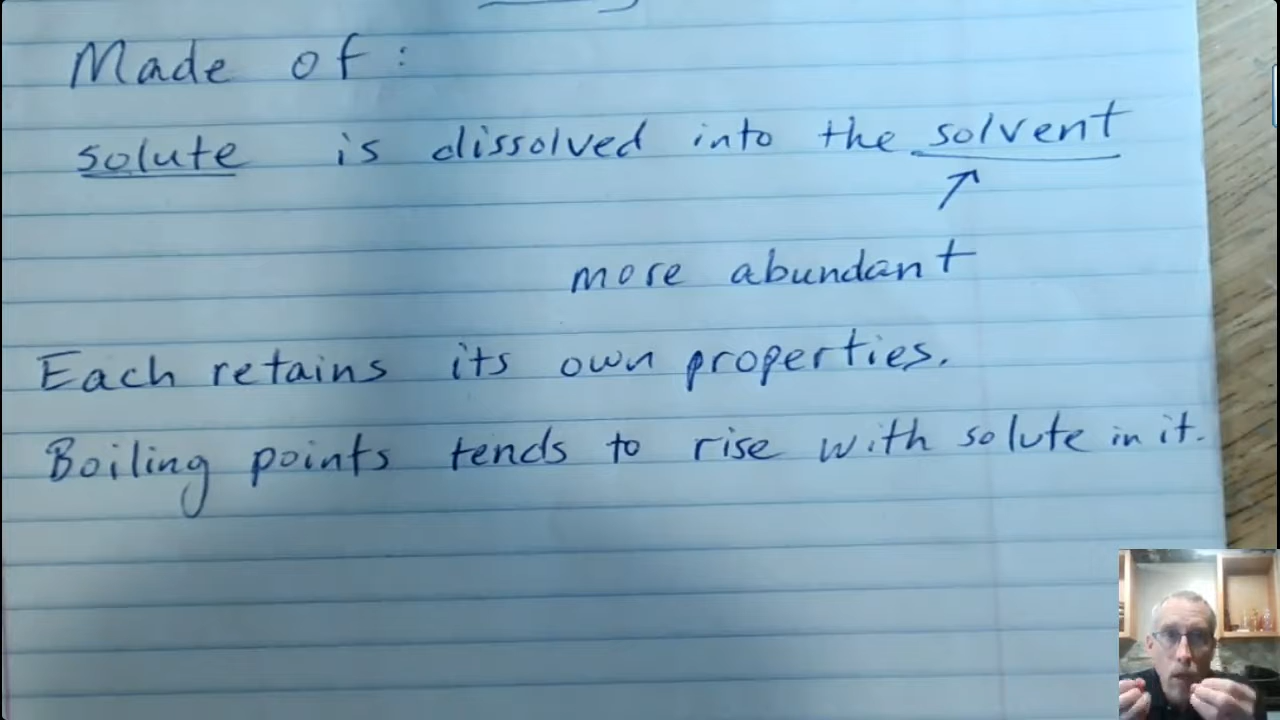 Made of:
solute is dissolved into the solvent
more abundant
Each retains its own properties.
Boiling points tends to rise with solute in it.